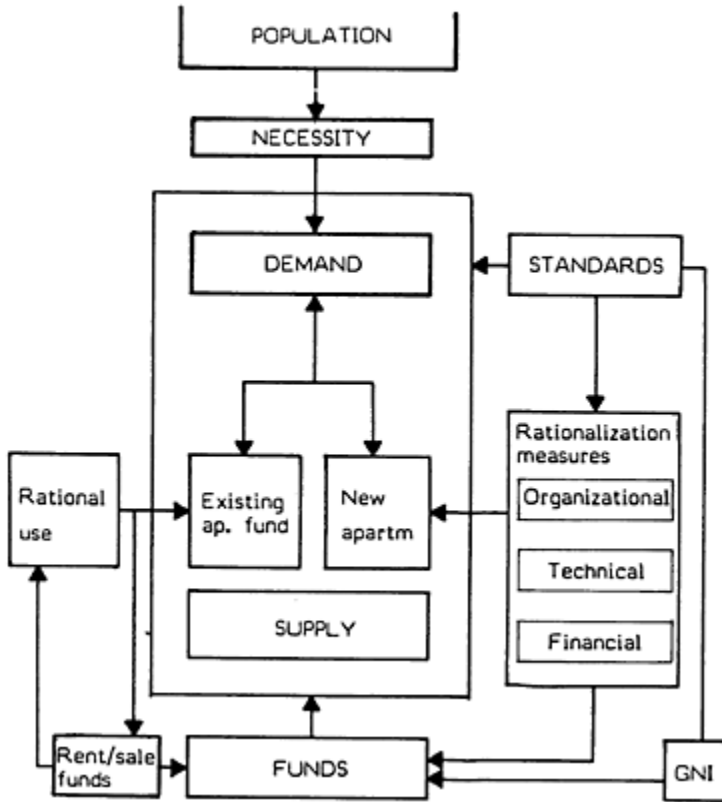 POPULATION
NECESSITY
DEMAND
STANDARDS
Rationalization
measures
Organizational
Technical
Financial
Rational
use
Existing
ap. fund
New
apartm
SUPPLY
Rent/sale
funds
FUNDS
GNI